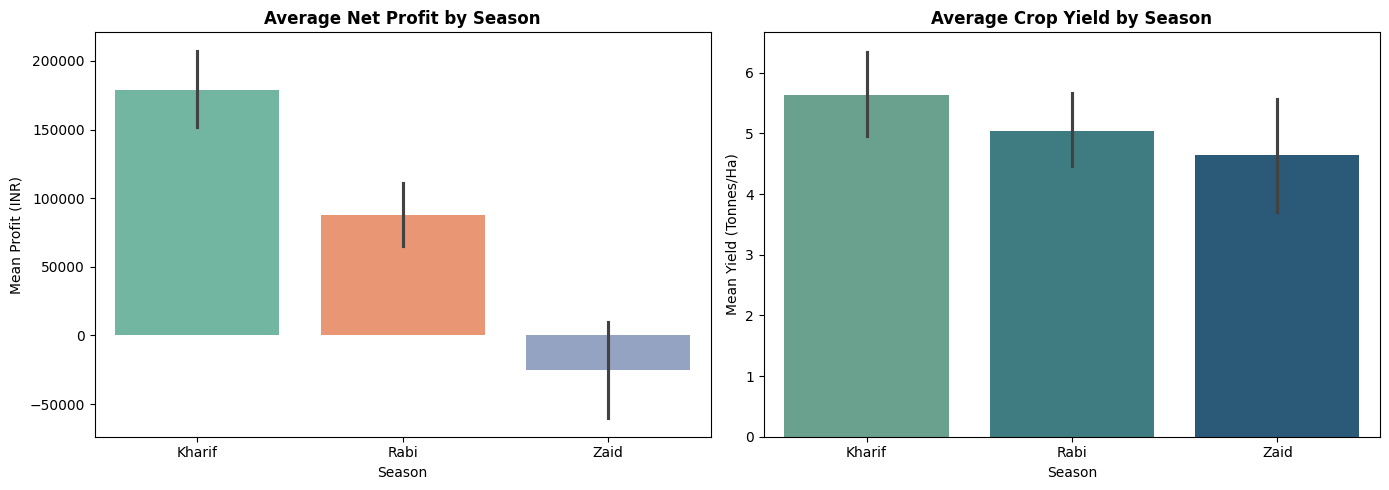 Average Net Profit by Season
Mean Profit (INR)
200000
150000
100000
50000
0
−50000
Kharif Rabi Zaid
Season
Average Crop Yield by Season
Mean Yield (Tonnes/Ha)
6
5
4
3
2
1
0
Kharif Rabi Zaid
Season